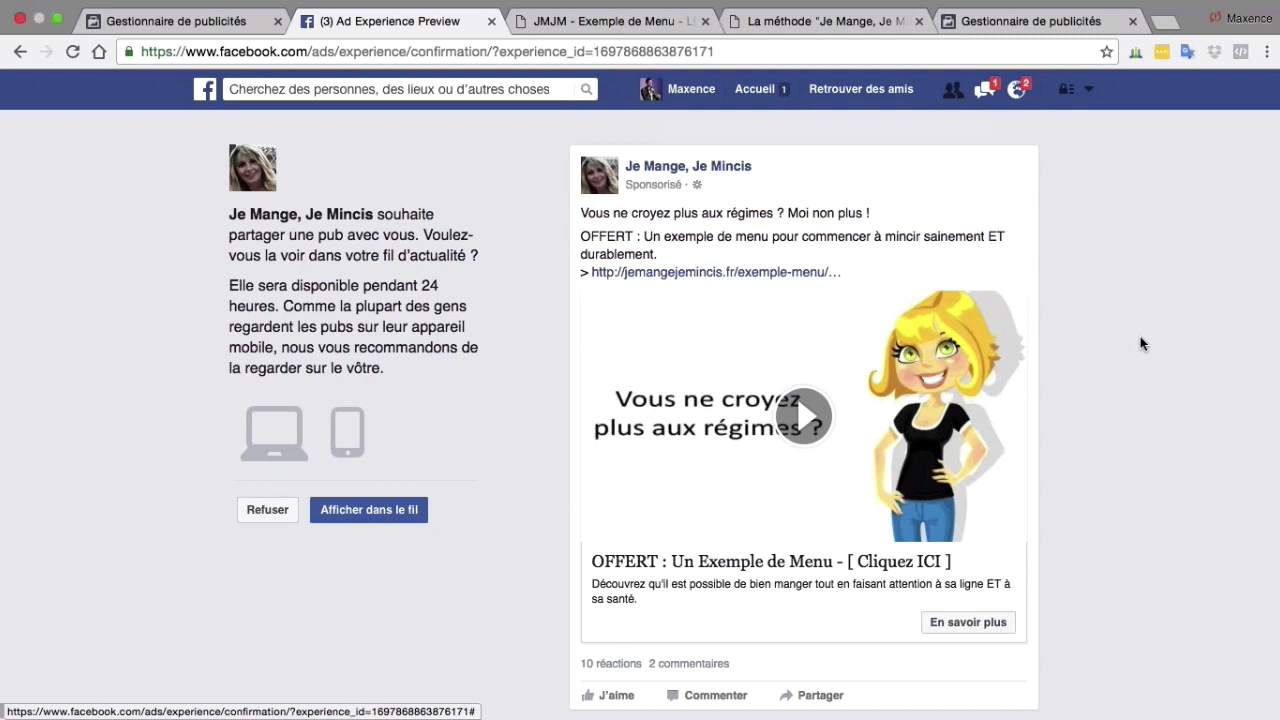 Gestionnaire de publicités
(3) Ad Experience Preview
JMJM - Exemple de Menu - LE
La méthode "Je Mange, Je M
Gestionnaire de publicités
Maxence
https://www.facebook.com/ads/experience/confirmation/?experience_id=1697868863876171
Cherchez des personnes, des lieux ou d'autres choses
Maxence
Accueil 1
Retrouver des amis
1
2
Je Mange, Je Mincis souhaite
partager une pub avec vous. Voulez-
vous la voir dans votre fil d'actualité ?
Elle sera disponible pendant 24
heures. Comme la plupart des gens
regardent les pubs sur leur appareil
mobile, nous vous recommandons de
la regarder sur le vôtre.
Refuser
Afficher dans le fil
Je Mange, Je Mincis
Sponsorisé ·
Vous ne croyez plus aux régimes ? Moi non plus !
OFFERT : Un exemple de menu pour commencer à mincir sainement ET
durablement.
> http://jemangejemincis.fr/exemple-menu/…
Vous ne croyez
plus aux régimes ?
OFFERT : Un Exemple de Menu - [ Cliquez ICI ]
Découvrez qu'il est possible de bien manger tout en faisant attention à sa ligne ET à
sa santé.
En savoir plus
10 réactions 2 commentaires
J'aime
Commenter
Partager
https://www.facebook.com/ads/experience/confirmation/?experience_id=1697868863876171#